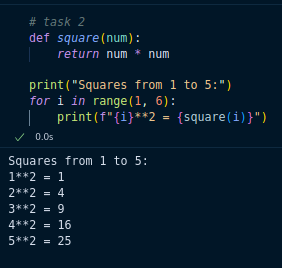 # task 2
def square(num):
    return num * num

print("Squares from 1 to 5:")
for i in range(1, 6):
    print(f"{i}**2 = {square(i)}")
0.0s
Squares from 1 to 5:
1**2 = 1
2**2 = 4
3**2 = 9
4**2 = 16
5**2 = 25